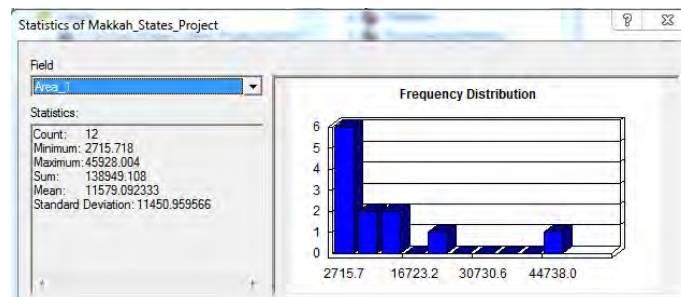 Statistics of Makkah_States_Project
Field
Area_1
Statistics:
Count: 12
Minimum: 2715.718
Maximum: 45928.004
Sum: 138949.108
Mean: 11579.092333
Standard Deviation: 11450.959566
Frequency Distribution
6
5
4
3
2
1
0
2715.7 16723.2 30730.6 44738.0